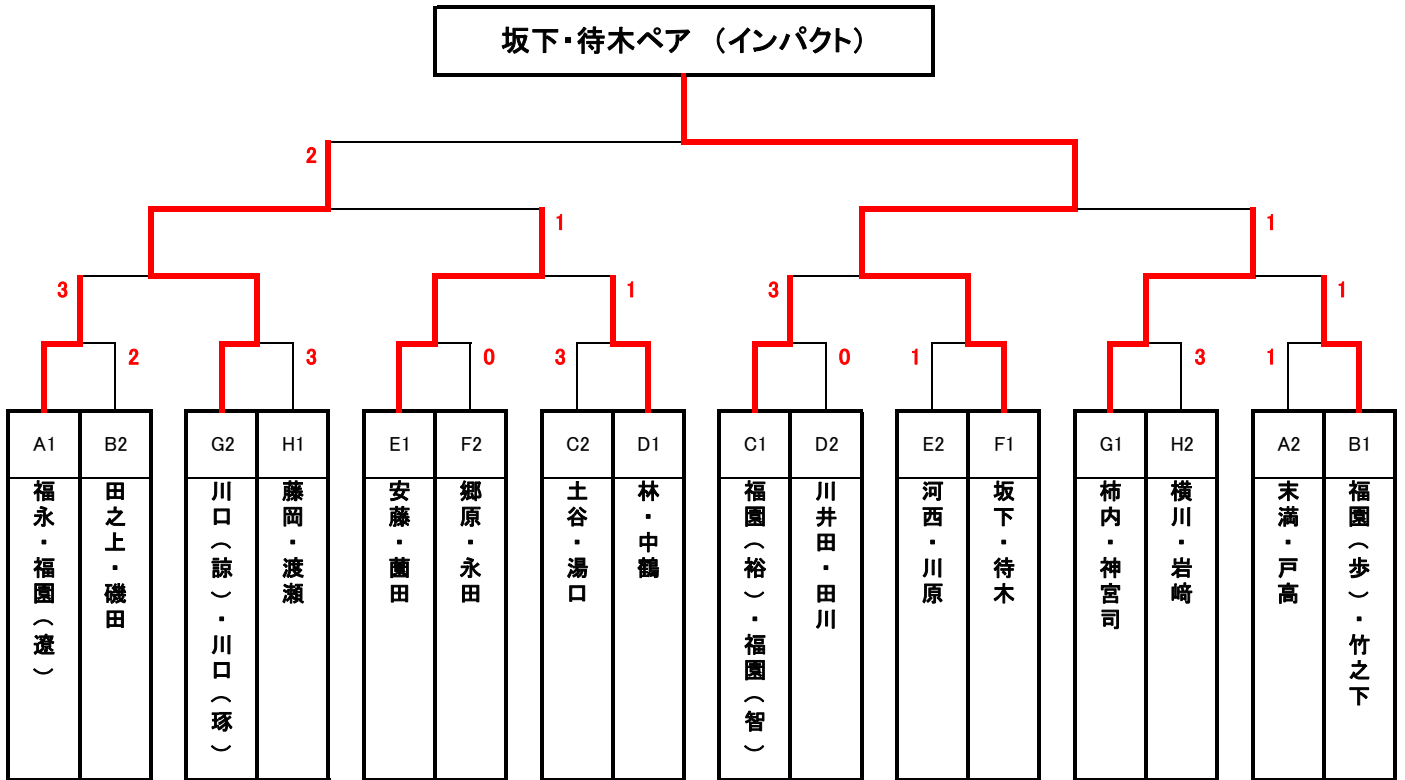 坂下・待木ペア （インパクト）
2
1
1
3
1
3
1
2
3
0
3
0
1
3
1
A1
B2
G2
H1
E1
F2
C2
D1
C1
D2
E2
F1
G1
H2
A2
B1
福永・福園（遼）
田之上・磯田
川口（諒）・川口（琢）
藤岡・渡瀬
安藤・薗田
郷原・永田
土谷・湯口
林・中鶴
福園（裕）・福園（智）
川井田・田川
河西・川原
坂下・待木
柿内・神宮司
横川・岩﨑
末満・戸高
福園（歩）・竹之下